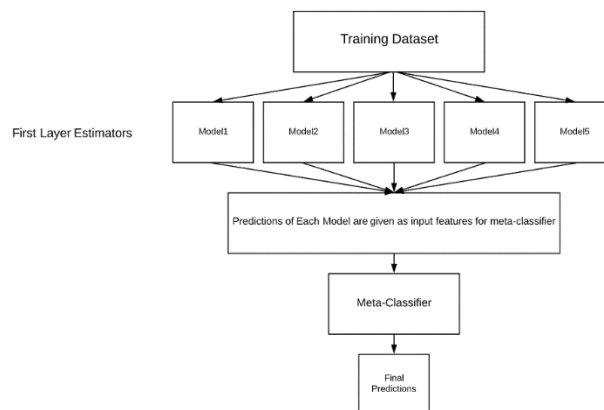 Training Dataset
First Layer Estimators
Model1
Model2
Model3
Model4
Model5
Predictions of Each Model are given as input features for meta-classifier
Meta-Classifier
Final
Predictions